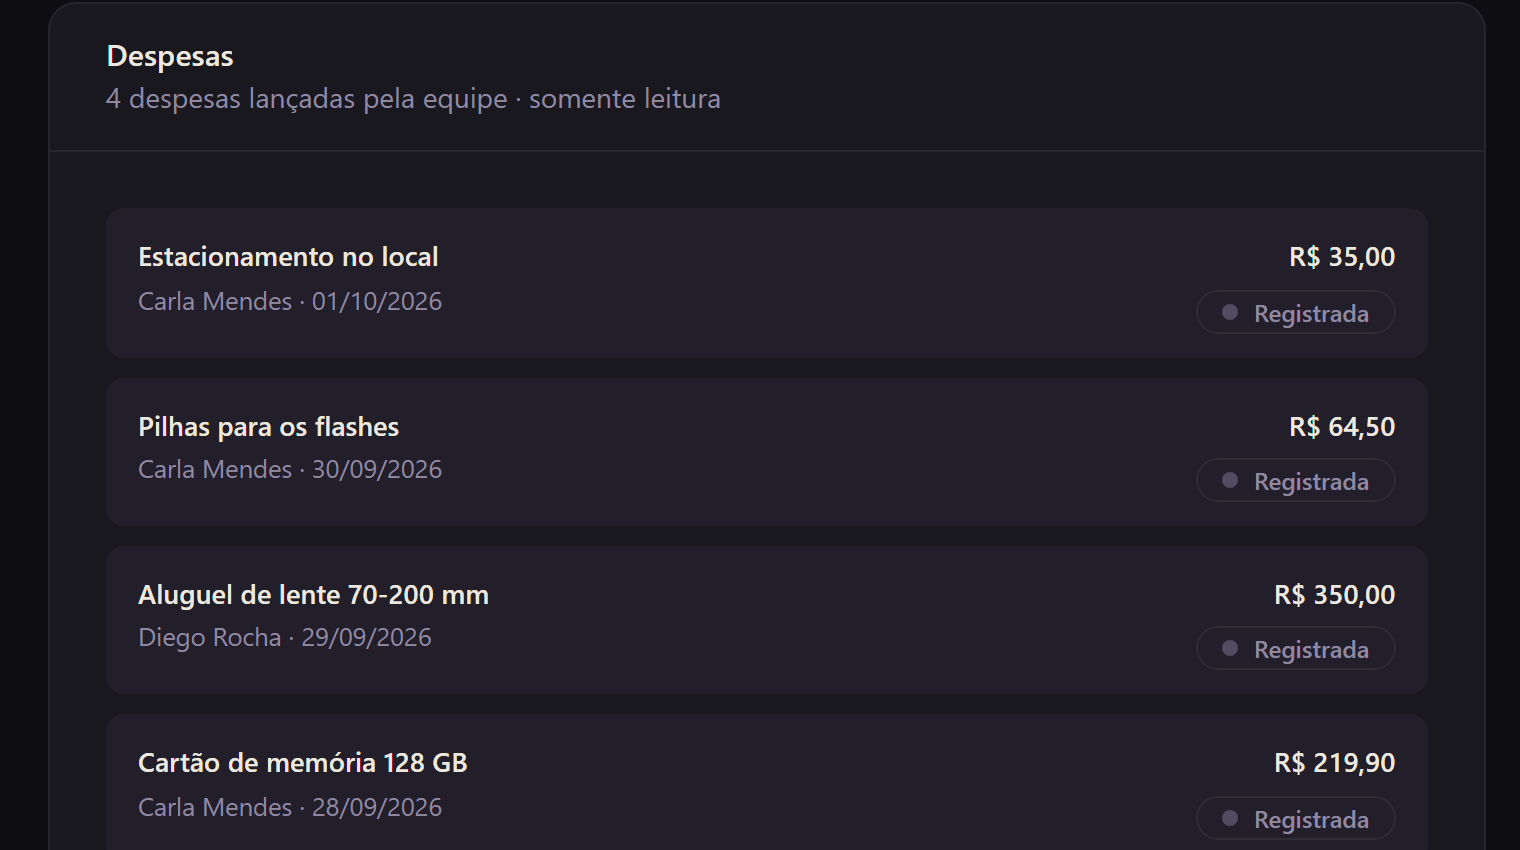 Despesas
4 despesas lançadas pela equipe · somente leitura
Estacionamento no local
R$ 35,00
Carla Mendes · 01/10/2026
Registrada
Pilhas para os flashes
R$ 64,50
Carla Mendes · 30/09/2026
Registrada
Aluguel de lente 70-200 mm
R$ 350,00
Diego Rocha · 29/09/2026
Registrada
Cartão de memória 128 GB
R$ 219,90
Carla Mendes · 28/09/2026
Registrada